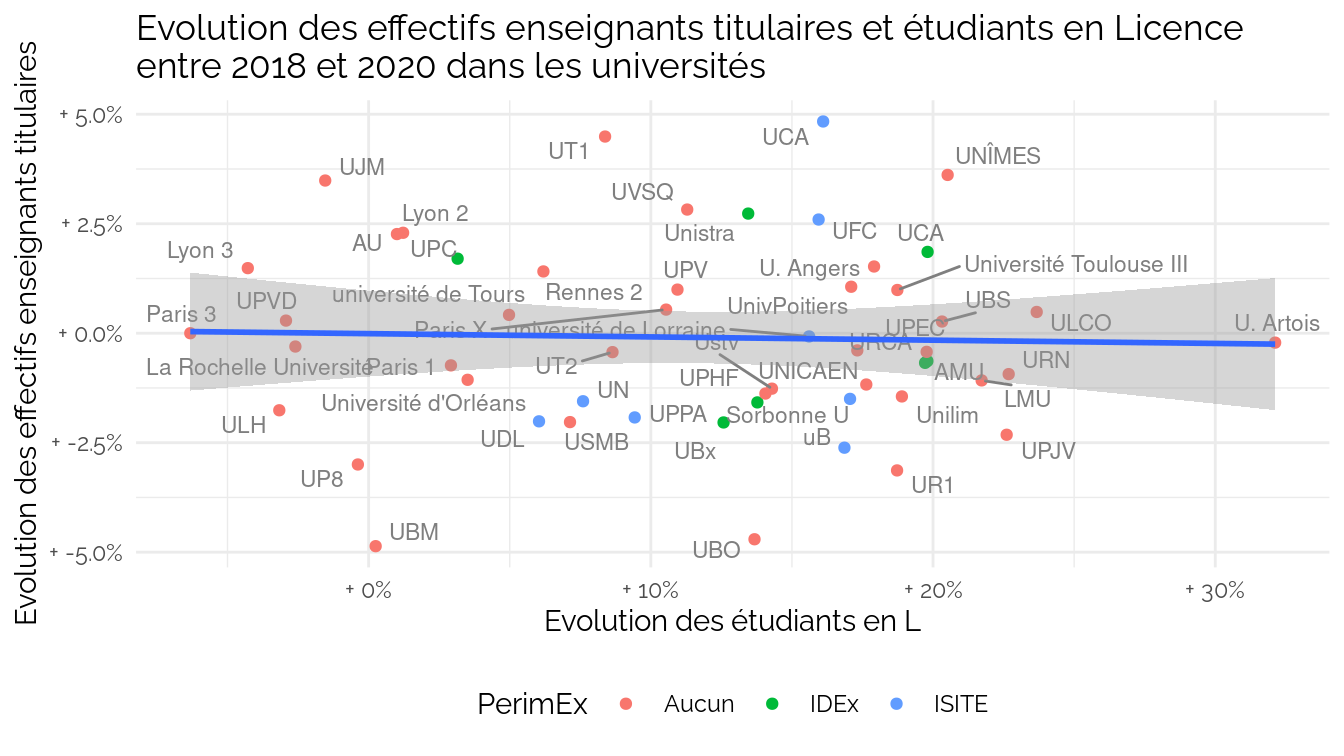 Evolution des effectifs enseignants titulaires et étudiants en Licence
entre 2018 et 2020 dans les universités
Evolution des effectifs enseignants titulaires
+ 5.0%
+ 2.5%
+ 0.0%
+ -2.5%
+ -5.0%
UCA
UT1
UNÎMES
UJM
UVSQ
Lyon 2
AU
UPC
Unistra
UFC
UCA
Lyon 3
UPV
U. Angers
Université Toulouse III
UPVD
université de Tours
Rennes 2
UnivPoitiers
UBS
Paris 3
Paris X
université de Lorraine
UPEC
ULCO
U. Artois
UstV
URCA
La Rochelle Université
Paris 1
UT2
UNICAEN
AMU
URN
UPHF
UN
LMU
Université d'Orléans
UPPA
Sorbonne U
Unilim
ULH
UDL
USMB
UBx
uB
UPJV
UP8
UR1
UBM
UBO
+ 0%
+ 10%
+ 20%
+ 30%
Evolution des étudiants en L
PerimEx
Aucun
IDEx
ISITE